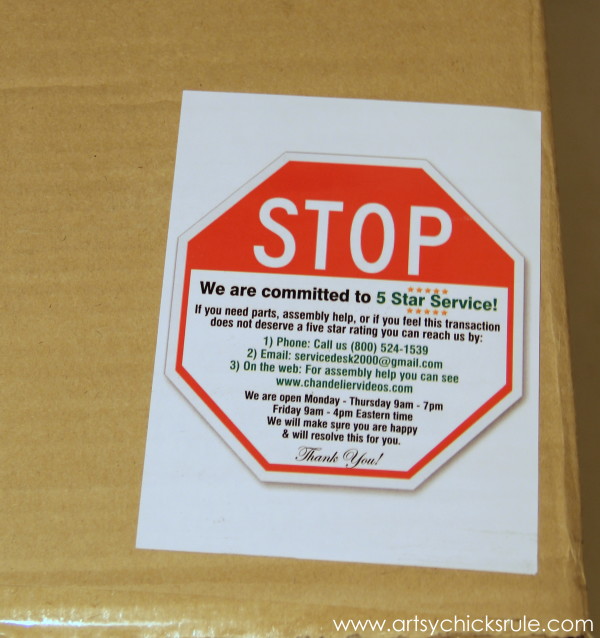 STOP
We are committed to 5 Star Service!
If you need parts, assembly help, or if you feel this transaction
does not deserve a five star rating you can reach us by:
1) Phone: Call us (800) 524-1539
2) Email: servicedesk2000@gmail.com
3) On the web: For assembly help you can see
www.chandeliervideos.com
We are open Monday - Thursday 9am - 7pm
Friday 9am - 4pm Eastern time
We will make sure you are happy
& will resolve this for you.
Thank You!
www.artsychicksrule.com